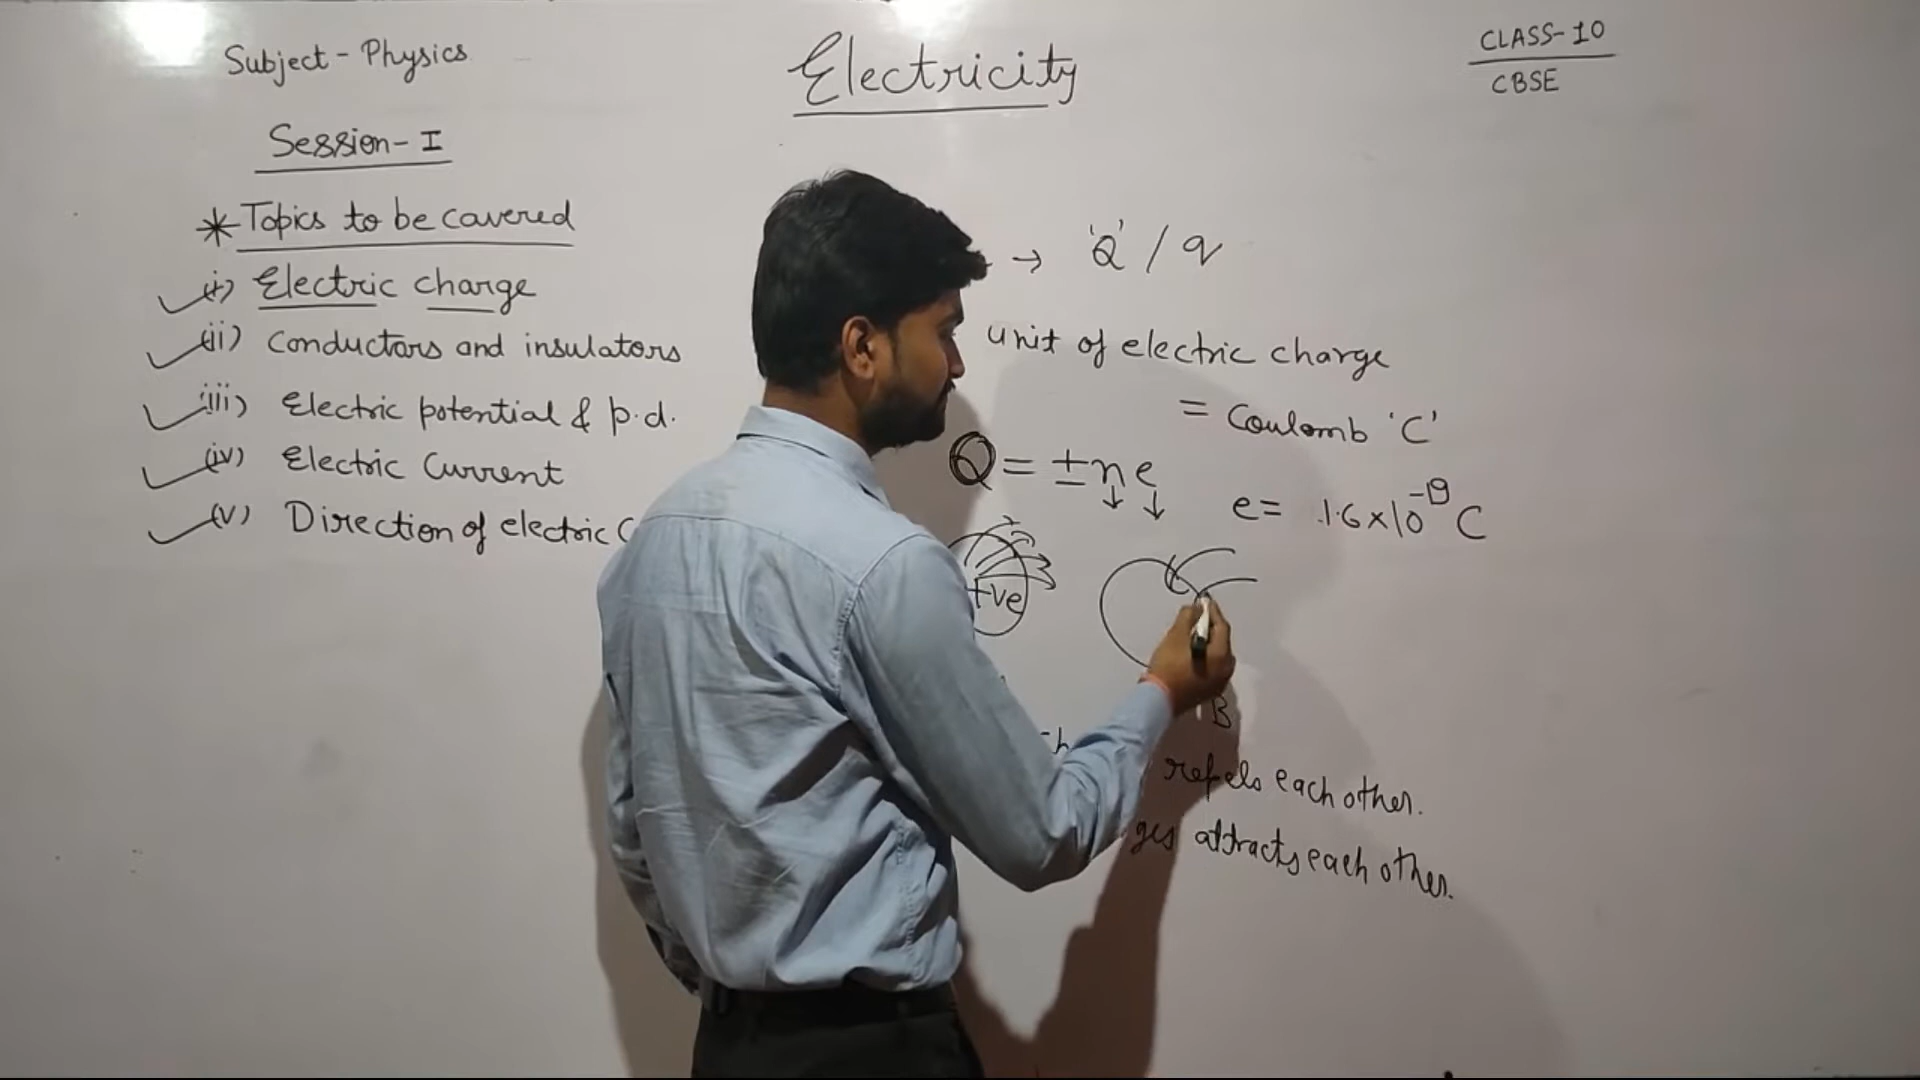 Subject - Physics
Electricity
CLASS-10
CBSE
Session-I
* Topics to be cavered
(i) Electric charge
(ii) Conductors and insulators
(iii) Electric potential & p.d.
(iv) Electric Current
(v) Direction of electric C
→ 'Q' / q
unit of electric charge
= Coulomb 'C'
Q = ±ne
e = 1.6×10⁻¹⁹ C
+ve
B
repels each other.
ges attracts each other.